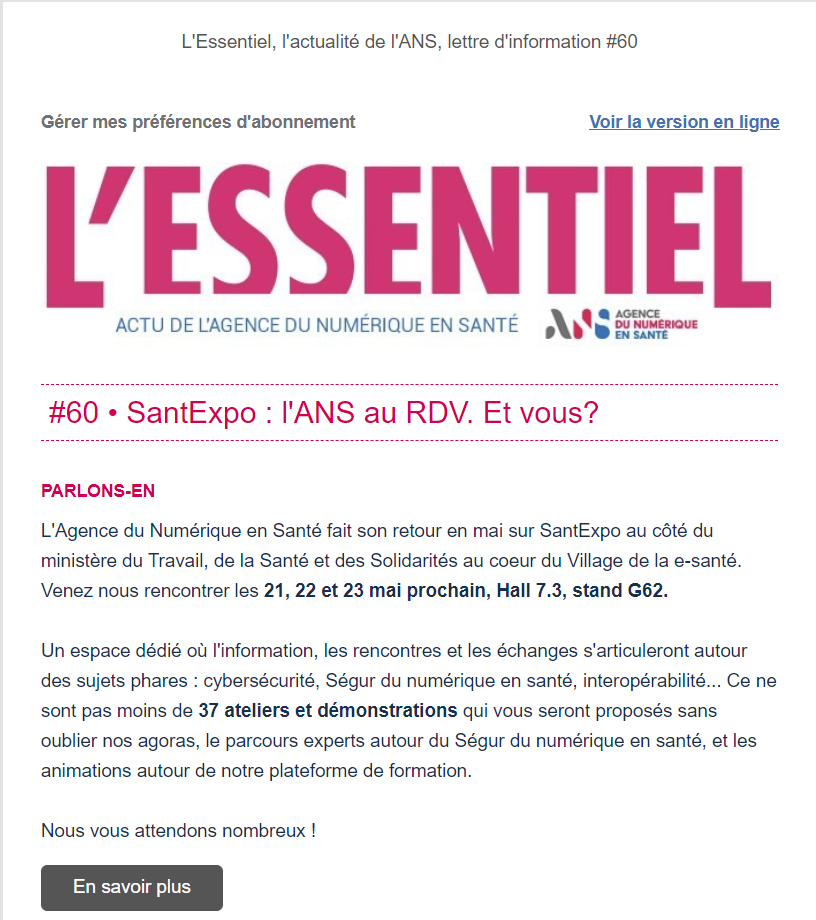 L'Essentiel, l'actualité de l'ANS, lettre d'information #60
Gérer mes préférences d'abonnement
Voir la version en ligne
L'ESSENTIEL
ACTU DE L'AGENCE DU NUMÉRIQUE EN SANTÉ
ANS
AGENCE
DU NUMÉRIQUE
EN SANTÉ
#60 • SantExpo : l'ANS au RDV. Et vous?
PARLONS-EN
L'Agence du Numérique en Santé fait son retour en mai sur SantExpo au côté du
ministère du Travail, de la Santé et des Solidarités au coeur du Village de la e-santé.
Venez nous rencontrer les 21, 22 et 23 mai prochain, Hall 7.3, stand G62.
Un espace dédié où l'information, les rencontres et les échanges s'articuleront autour
des sujets phares : cybersécurité, Ségur du numérique en santé, interopérabilité... Ce ne
sont pas moins de 37 ateliers et démonstrations qui vous seront proposés sans
oublier nos agoras, le parcours experts autour du Ségur du numérique en santé, et les
animations autour de notre plateforme de formation.
Nous vous attendons nombreux !
En savoir plus